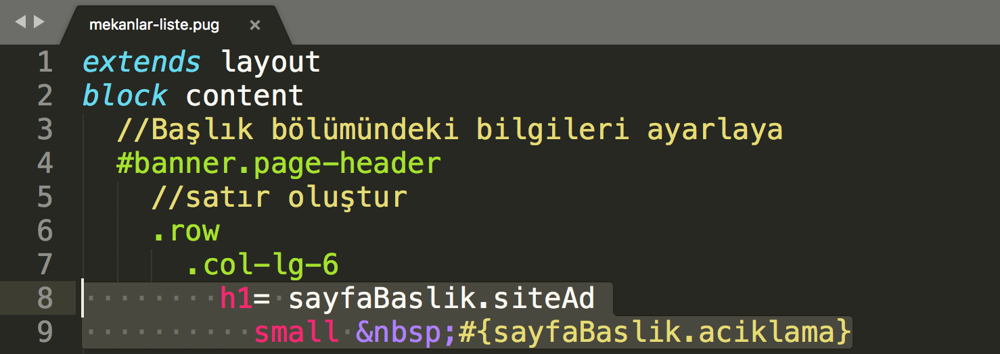 mekanlar-liste.pug ×
1 extends layout
2 block content
3 //Başlık bölümündeki bilgileri ayarlaya
4 #banner.page-header
5 //satır oluştur
6 .row
7 .col-lg-6
8 h1= sayfaBaslik.siteAd
9 small &nbsp;#{sayfaBaslik.aciklama}